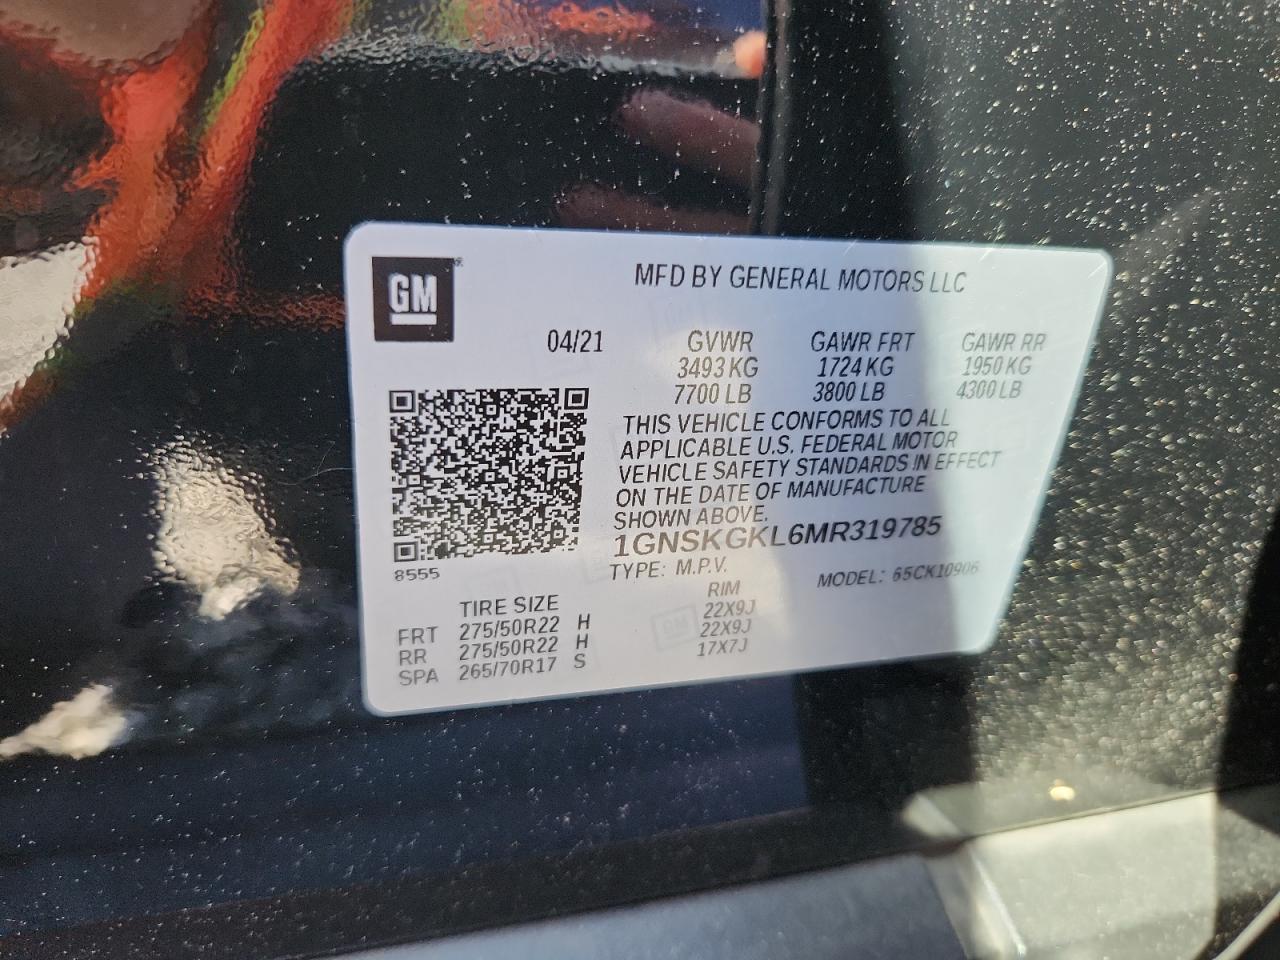 GM
MFD BY GENERAL MOTORS LLC
04/21 GVWR GAWR FRT GAWR RR
3493 KG 1724 KG 1950 KG
7700 LB 3800 LB 4300 LB
THIS VEHICLE CONFORMS TO ALL
APPLICABLE U.S. FEDERAL MOTOR
VEHICLE SAFETY STANDARDS IN EFFECT
ON THE DATE OF MANUFACTURE
SHOWN ABOVE.
1GNSKGKL6MR319785
8555
TYPE: M.P.V. MODEL: 65CK10906
TIRE SIZE RIM
FRT 275/50R22 H 22X9J
RR 275/50R22 H 22X9J
SPA 265/70R17 S 17X7J
GM